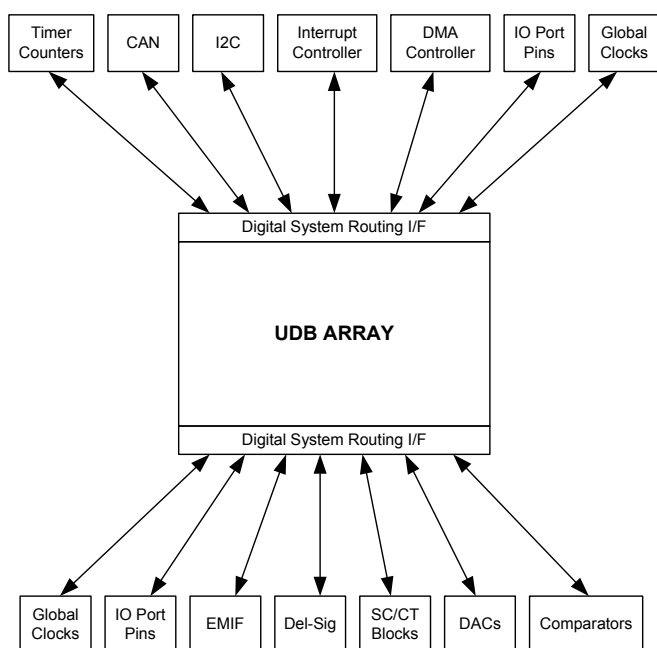 Timer
Counters
CAN
I2C
Interrupt
Controller
DMA
Controller
IO Port
Pins
Global
Clocks
Digital System Routing I/F
UDB ARRAY
Digital System Routing I/F
Global
Clocks
IO Port
Pins
EMIF
Del-Sig
SC/CT
Blocks
DACs
Comparators